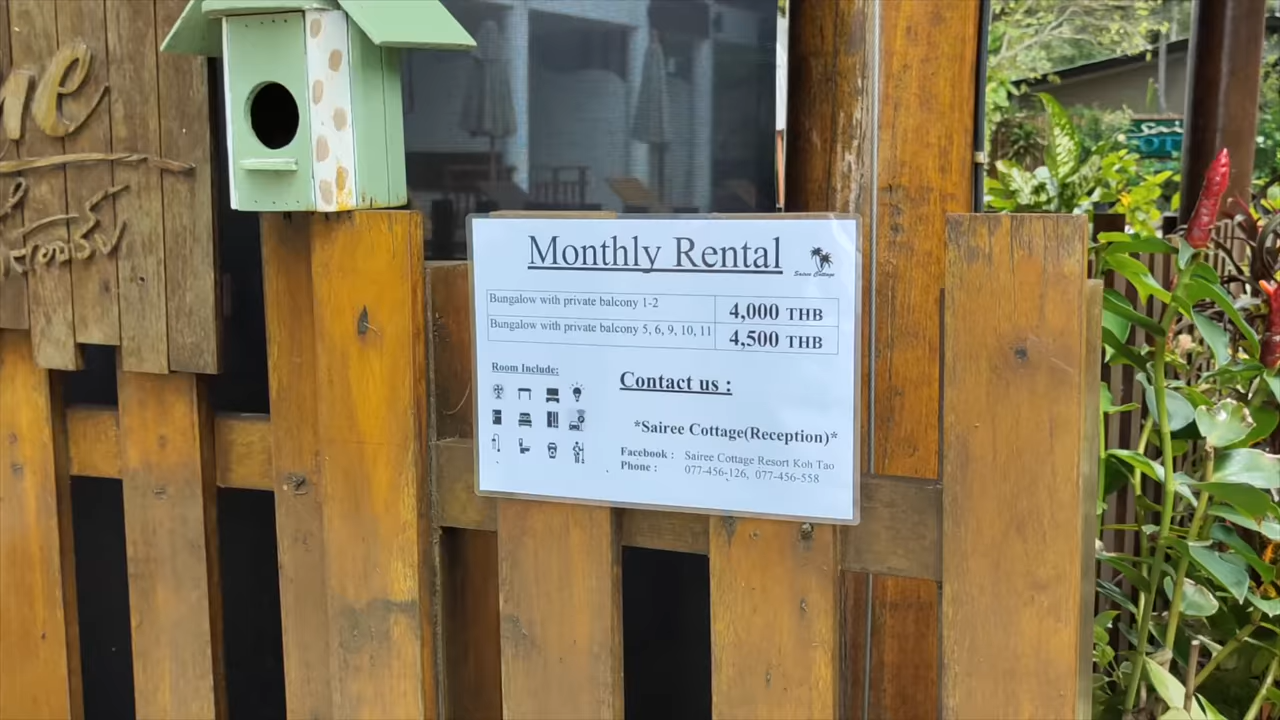 Monthly Rental
Sairee Cottage
Bungalow with private balcony 1-2 4,000 THB
Bungalow with private balcony 5, 6, 9, 10, 11 4,500 THB
Room Include:
Contact us :
*Sairee Cottage(Reception)*
Facebook : Sairee Cottage Resort Koh Tao
Phone : 077-456-126, 077-456-558